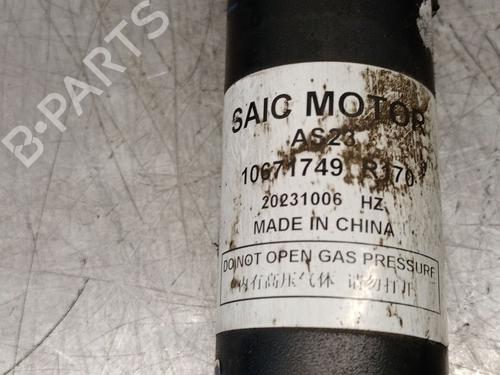 B-PARTS
SAIC MOTOR
AS23
10671749 R170
20231006 HZ
MADE IN CHINA
DO NOT OPEN GAS PRESSURE
内有高压气体 请勿打开